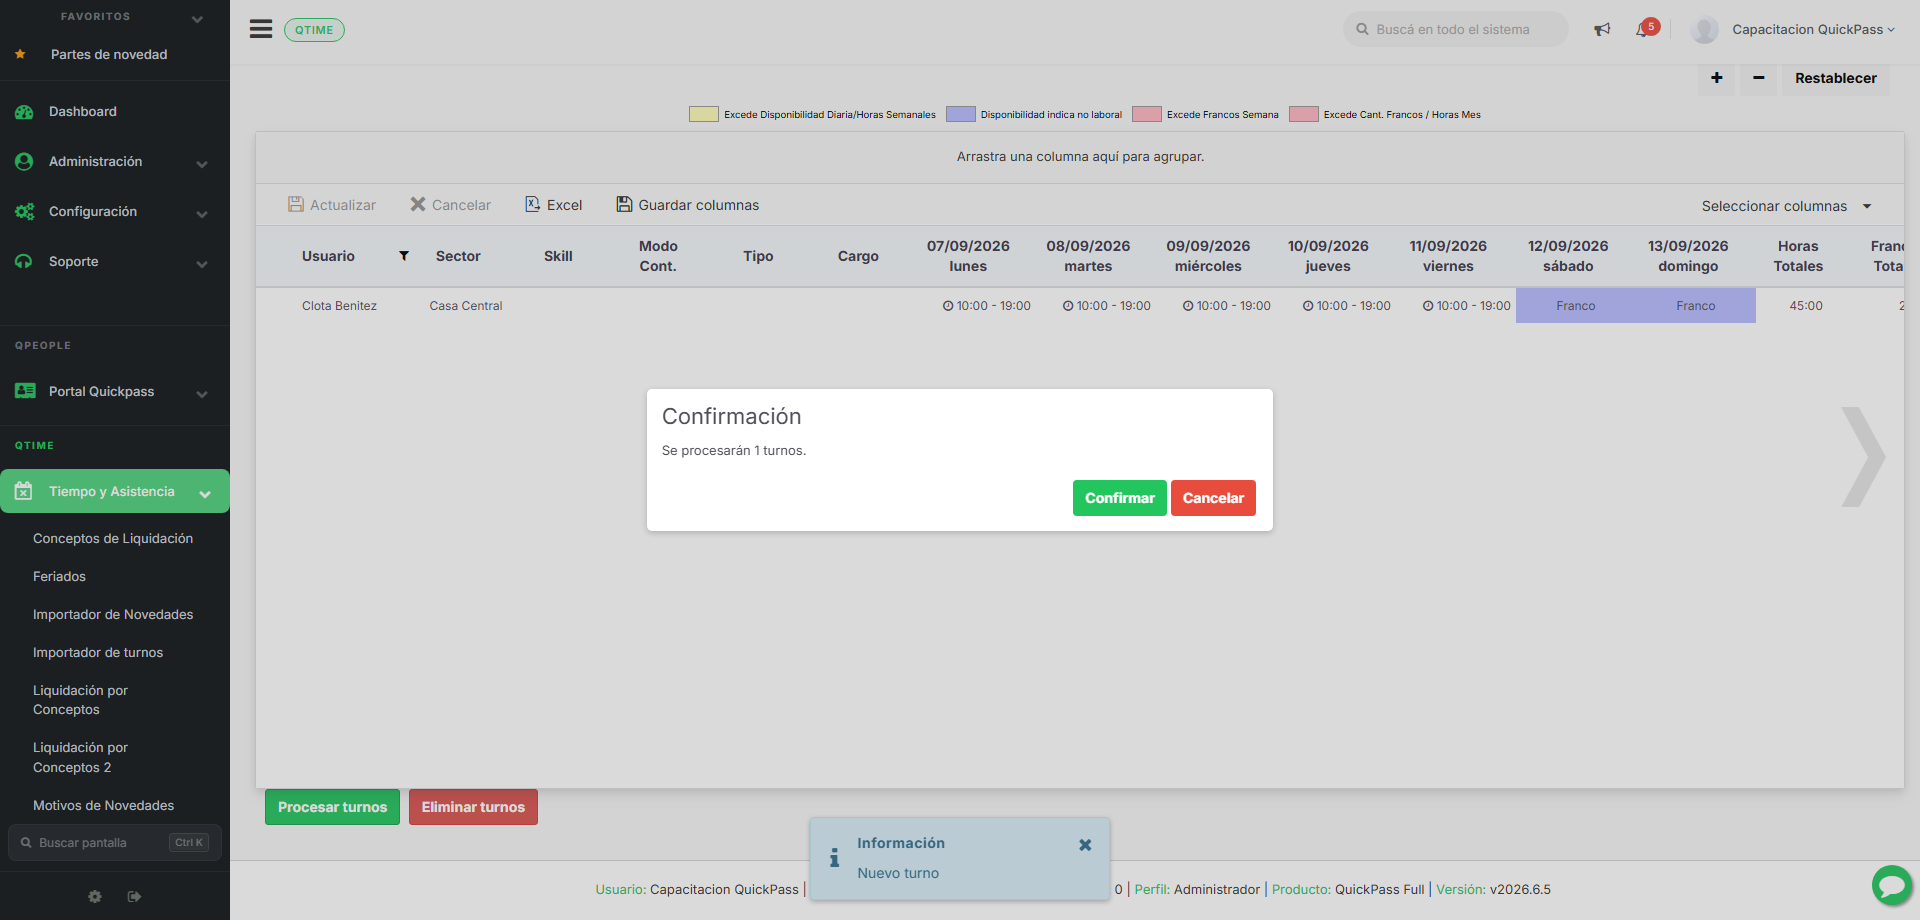 FAVORITOS
Partes de novedad
Dashboard
Administración
Configuración
Soporte
QPEOPLE
Portal Quickpass
QTIME
Tiempo y Asistencia
Conceptos de Liquidación
Feriados
Importador de Novedades
Importador de turnos
Liquidación por
Conceptos
Liquidación por
Conceptos 2
Motivos de Novedades
Buscar pantalla Ctrl K
QTIME
Buscá en todo el sistema
5
Capacitacion QuickPass
+ − Restablecer
Excede Disponibilidad Diaria/Horas Semanales Disponibilidad indica no laboral Excede Francos Semana Excede Cant. Francos / Horas Mes
Arrastra una columna aquí para agrupar.
Actualizar Cancelar Excel Guardar columnas Seleccionar columnas
Usuario Sector Skill Modo Cont. Tipo Cargo 07/09/2026 lunes 08/09/2026 martes 09/09/2026 miércoles 10/09/2026 jueves 11/09/2026 viernes 12/09/2026 sábado 13/09/2026 domingo Horas Totales
Clota Benitez Casa Central 10:00 - 19:00 10:00 - 19:00 10:00 - 19:00 10:00 - 19:00 10:00 - 19:00 Franco Franco 45:00
Confirmación
Se procesarán 1 turnos.
Confirmar Cancelar
Procesar turnos Eliminar turnos
Información
Nuevo turno
Usuario: Capacitacion QuickPass | 0 | Perfil: Administrador | Producto: QuickPass Full | Versión: v2026.6.5